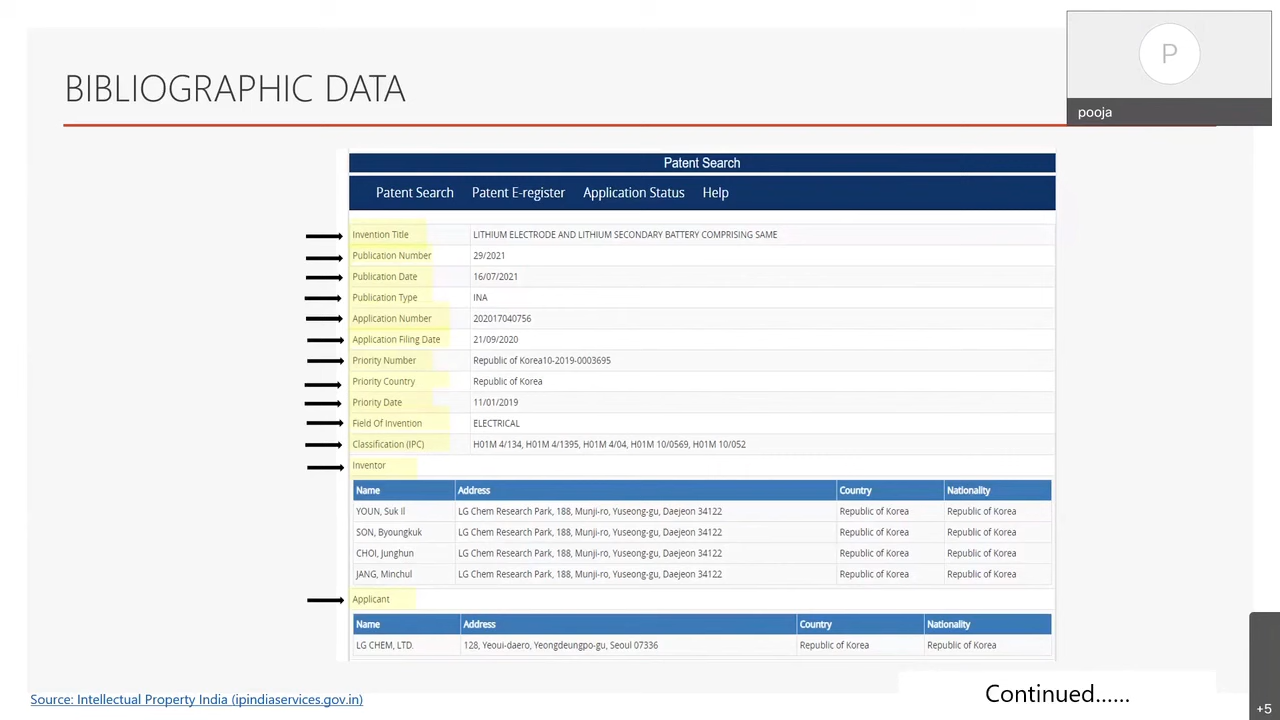 BIBLIOGRAPHIC DATA
P
pooja
Patent Search
Patent Search Patent E-register Application Status Help
Invention Title LITHIUM ELECTRODE AND LITHIUM SECONDARY BATTERY COMPRISING SAME
Publication Number 29/2021
Publication Date 16/07/2021
Publication Type INA
Application Number 202017040756
Application Filing Date 21/09/2020
Priority Number Republic of Korea10-2019-0003695
Priority Country Republic of Korea
Priority Date 11/01/2019
Field Of Invention ELECTRICAL
Classification (IPC) H01M 4/134, H01M 4/1395, H01M 4/04, H01M 10/0569, H01M 10/052
Inventor
Name Address Country Nationality
YOUN, Suk Il LG Chem Research Park, 188, Munji-ro, Yuseong-gu, Daejeon 34122 Republic of Korea Republic of Korea
SON, Byoungkuk LG Chem Research Park, 188, Munji-ro, Yuseong-gu, Daejeon 34122 Republic of Korea Republic of Korea
CHOI, Junghun LG Chem Research Park, 188, Munji-ro, Yuseong-gu, Daejeon 34122 Republic of Korea Republic of Korea
JANG, Minchul LG Chem Research Park, 188, Munji-ro, Yuseong-gu, Daejeon 34122 Republic of Korea Republic of Korea
Applicant
Name Address Country Nationality
LG CHEM, LTD. 128, Yeoui-daero, Yeongdeungpo-gu, Seoul 07336 Republic of Korea Republic of Korea
Source: Intellectual Property India (ipindiaservices.gov.in)
Continued......
+5